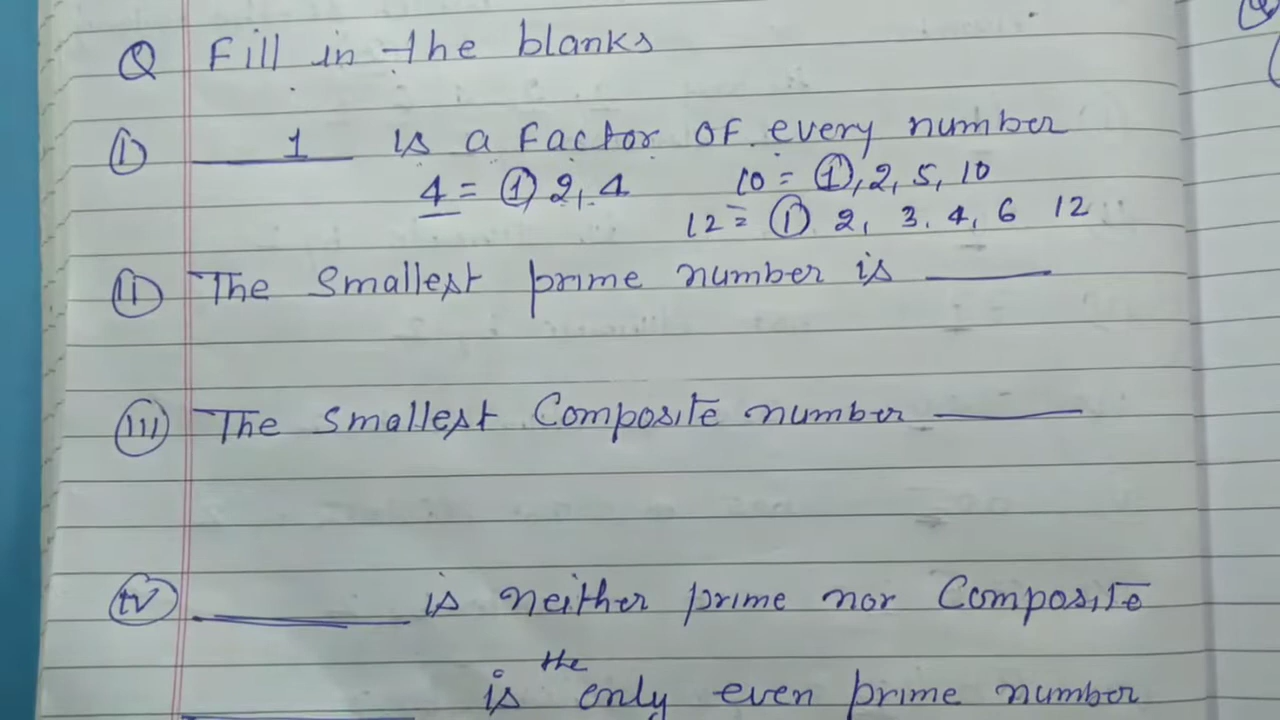 Q Fill in the blanks
(i) 1 is a factor of every number
4 = 1, 2, 4 10 = 1, 2, 5, 10
12 = 1 2, 3, 4, 6 12
(ii) The Smallest prime number is
(iii) The Smallest Composite number
(iv) is neither prime nor Composite
the
is only even prime number